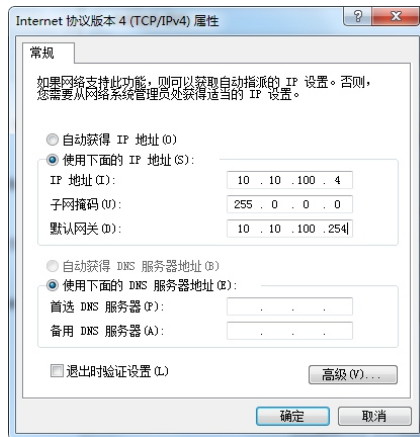 Internet 协议版本 4 (TCP/IPv4) 属性
常规
如果网络支持此功能，则可以获取自动指派的 IP 设置。否则，
您需要从网络系统管理员处获得适当的 IP 设置。
自动获得 IP 地址(O)
使用下面的 IP 地址(S):
IP 地址(I): 10 . 10 . 100 . 4
子网掩码(U): 255 . 0 . 0 . 0
默认网关(D): 10 . 10 . 100 . 254
自动获得 DNS 服务器地址(B)
使用下面的 DNS 服务器地址(E):
首选 DNS 服务器(P): . . .
备用 DNS 服务器(A): . . .
退出时验证设置(L)
高级(V)...
确定 取消